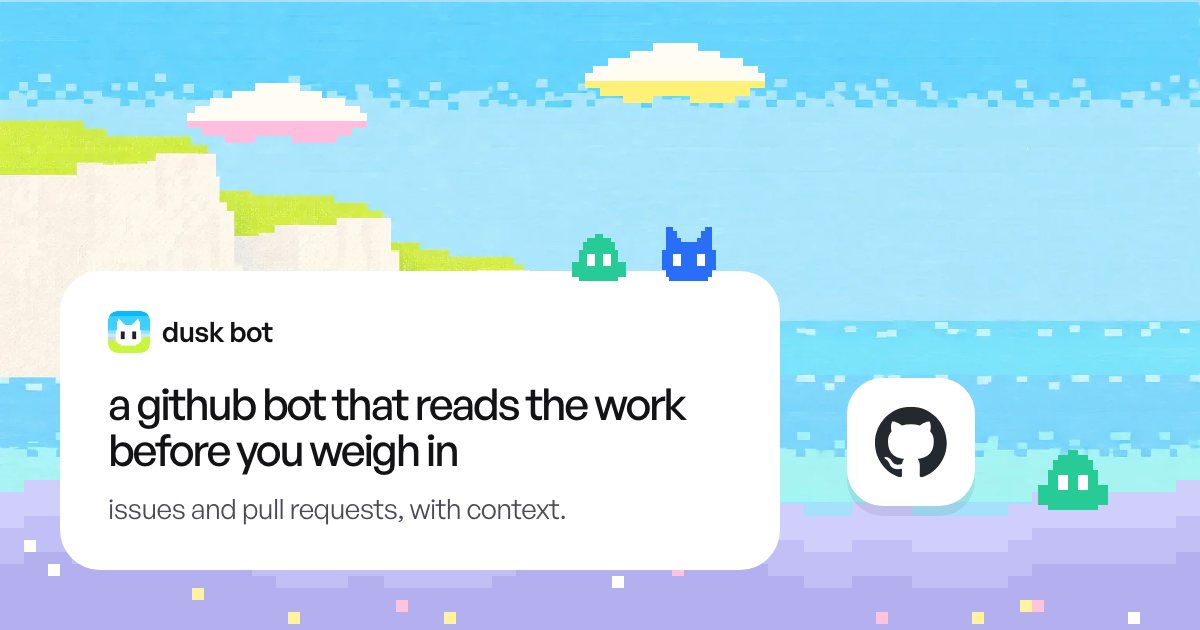 dusk bot
a github bot that reads the work
before you weigh in
issues and pull requests, with context.